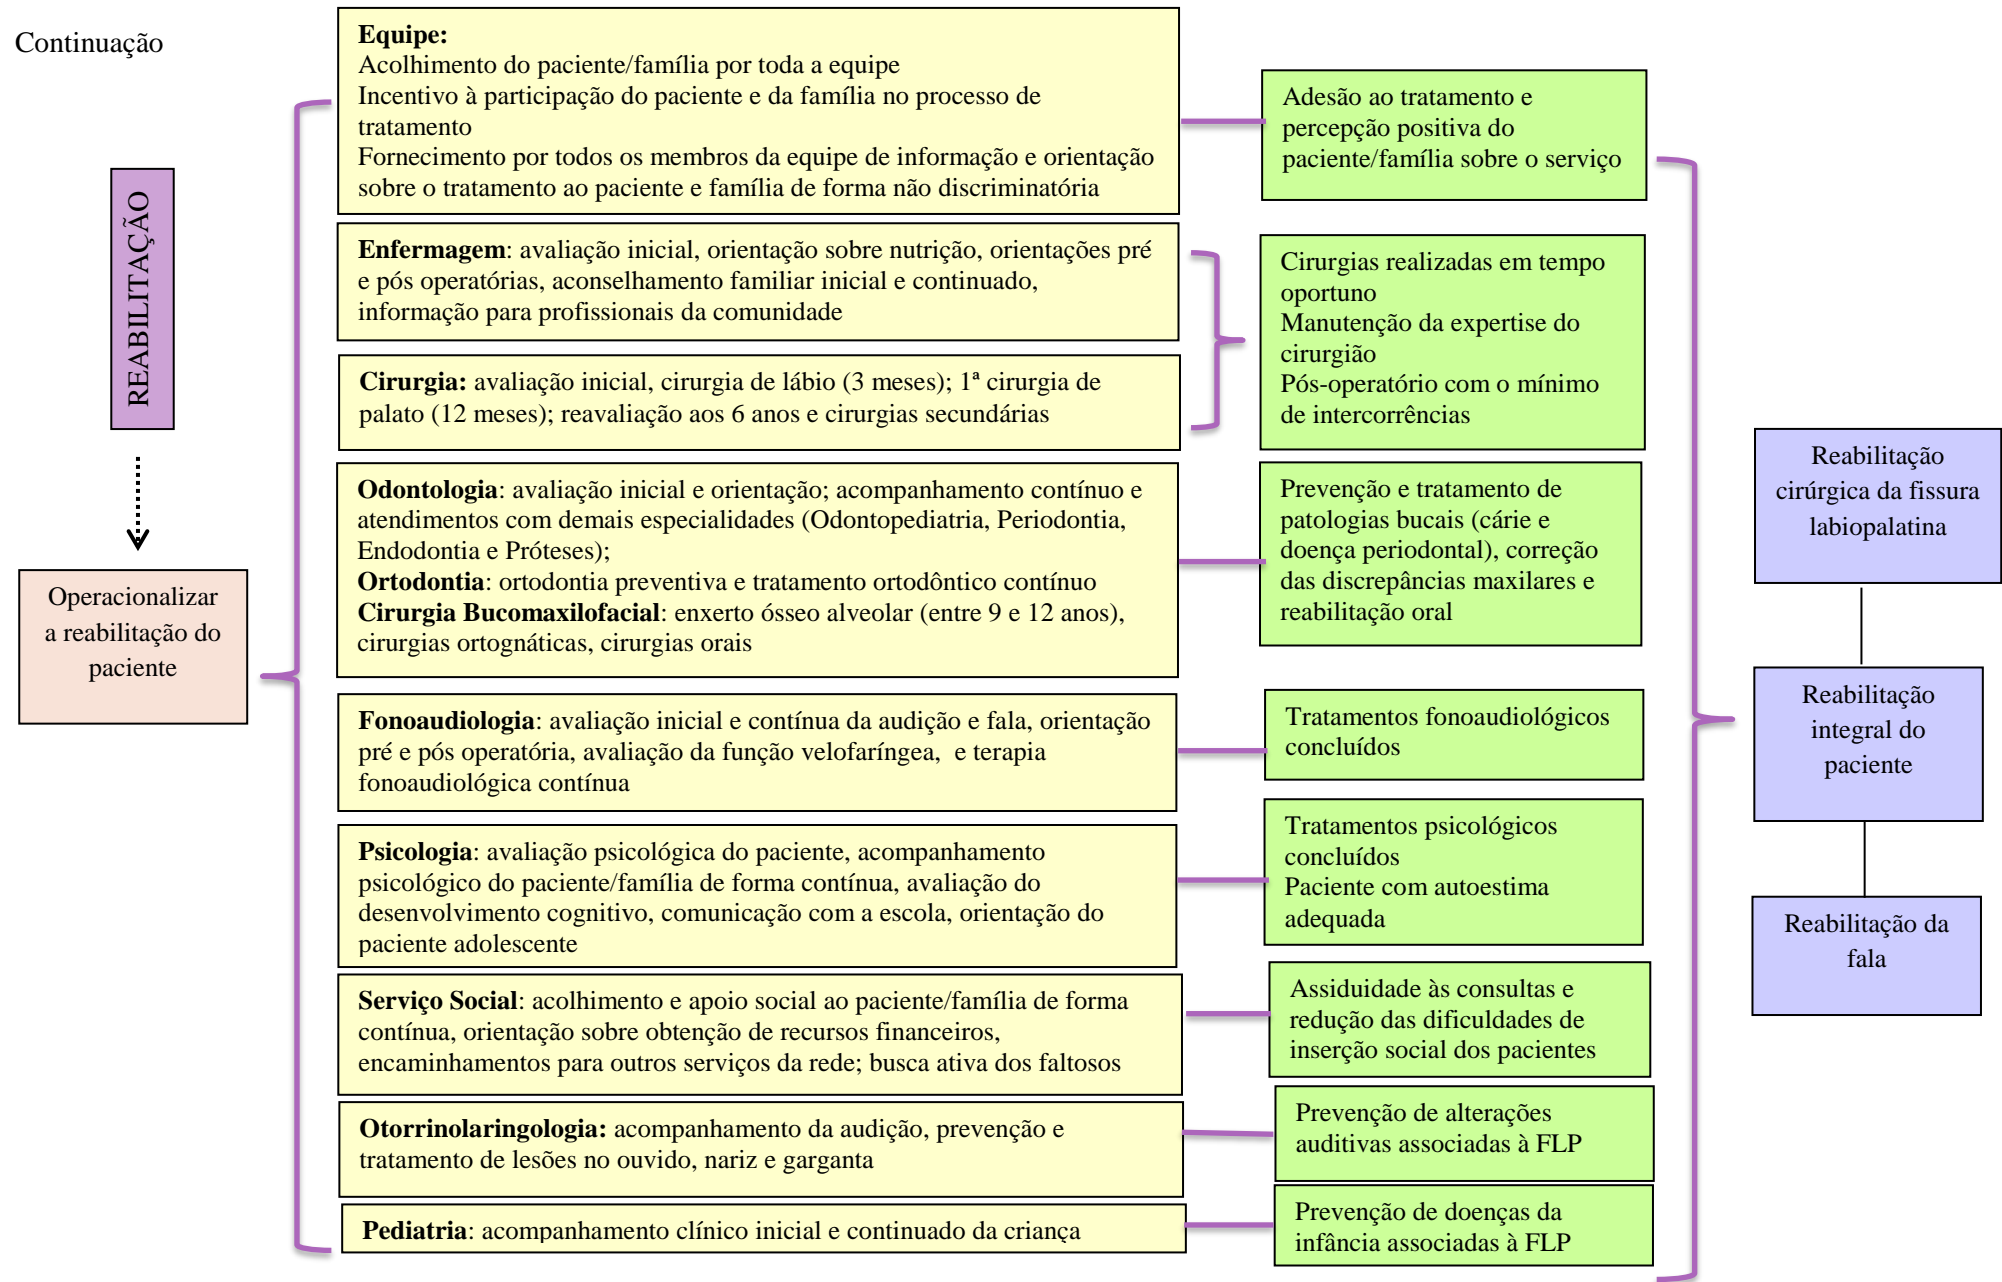 Continuação
REABILITAÇÃO
Operacionalizar
a reabilitação do
paciente
Equipe:
Acolhimento do paciente/família por toda a equipe
Incentivo à participação do paciente e da família no processo de
tratamento
Fornecimento por todos os membros da equipe de informação e orientação
sobre o tratamento ao paciente e família de forma não discriminatória
Adesão ao tratamento e
percepção positiva do
paciente/família sobre o serviço
Enfermagem: avaliação inicial, orientação sobre nutrição, orientações pré
e pós operatórias, aconselhamento familiar inicial e continuado,
informação para profissionais da comunidade
Cirurgia: avaliação inicial, cirurgia de lábio (3 meses); 1ª cirurgia de
palato (12 meses); reavaliação aos 6 anos e cirurgias secundárias
Cirurgias realizadas em tempo
oportuno
Manutenção da expertise do
cirurgião
Pós-operatório com o mínimo
de intercorrências
Odontologia: avaliação inicial e orientação; acompanhamento contínuo e
atendimentos com demais especialidades (Odontopediatria, Periodontia,
Endodontia e Próteses);
Ortodontia: ortodontia preventiva e tratamento ortodôntico contínuo
Cirurgia Bucomaxilofacial: enxerto ósseo alveolar (entre 9 e 12 anos),
cirurgias ortognáticas, cirurgias orais
Prevenção e tratamento de
patologias bucais (cárie e
doença periodontal), correção
das discrepâncias maxilares e
reabilitação oral
Fonoaudiologia: avaliação inicial e contínua da audição e fala, orientação
pré e pós operatória, avaliação da função velofaríngea, e terapia
fonoaudiológica contínua
Tratamentos fonoaudiológicos
concluídos
Psicologia: avaliação psicológica do paciente, acompanhamento
psicológico do paciente/família de forma contínua, avaliação do
desenvolvimento cognitivo, comunicação com a escola, orientação do
paciente adolescente
Tratamentos psicológicos
concluídos
Paciente com autoestima
adequada
Serviço Social: acolhimento e apoio social ao paciente/família de forma
contínua, orientação sobre obtenção de recursos financeiros,
encaminhamentos para outros serviços da rede; busca ativa dos faltosos
Assiduidade às consultas e
redução das dificuldades de
inserção social dos pacientes
Otorrinolaringologia: acompanhamento da audição, prevenção e
tratamento de lesões no ouvido, nariz e garganta
Prevenção de alterações
auditivas associadas à FLP
Pediatria: acompanhamento clínico inicial e continuado da criança
Prevenção de doenças da
infância associadas à FLP
Reabilitação
cirúrgica da fissura
labiopalatina
Reabilitação
integral do
paciente
Reabilitação da
fala